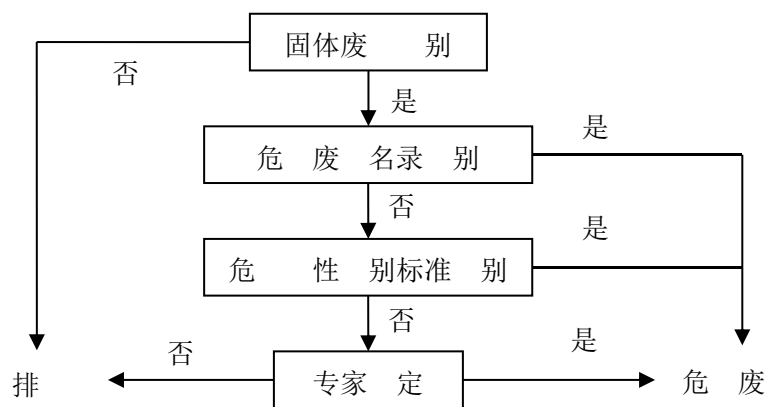 固体废 别
否
是
危 废 名录 别
是
否
危 性 别标准 别
是
否
专家 定
否
是
排
危 废